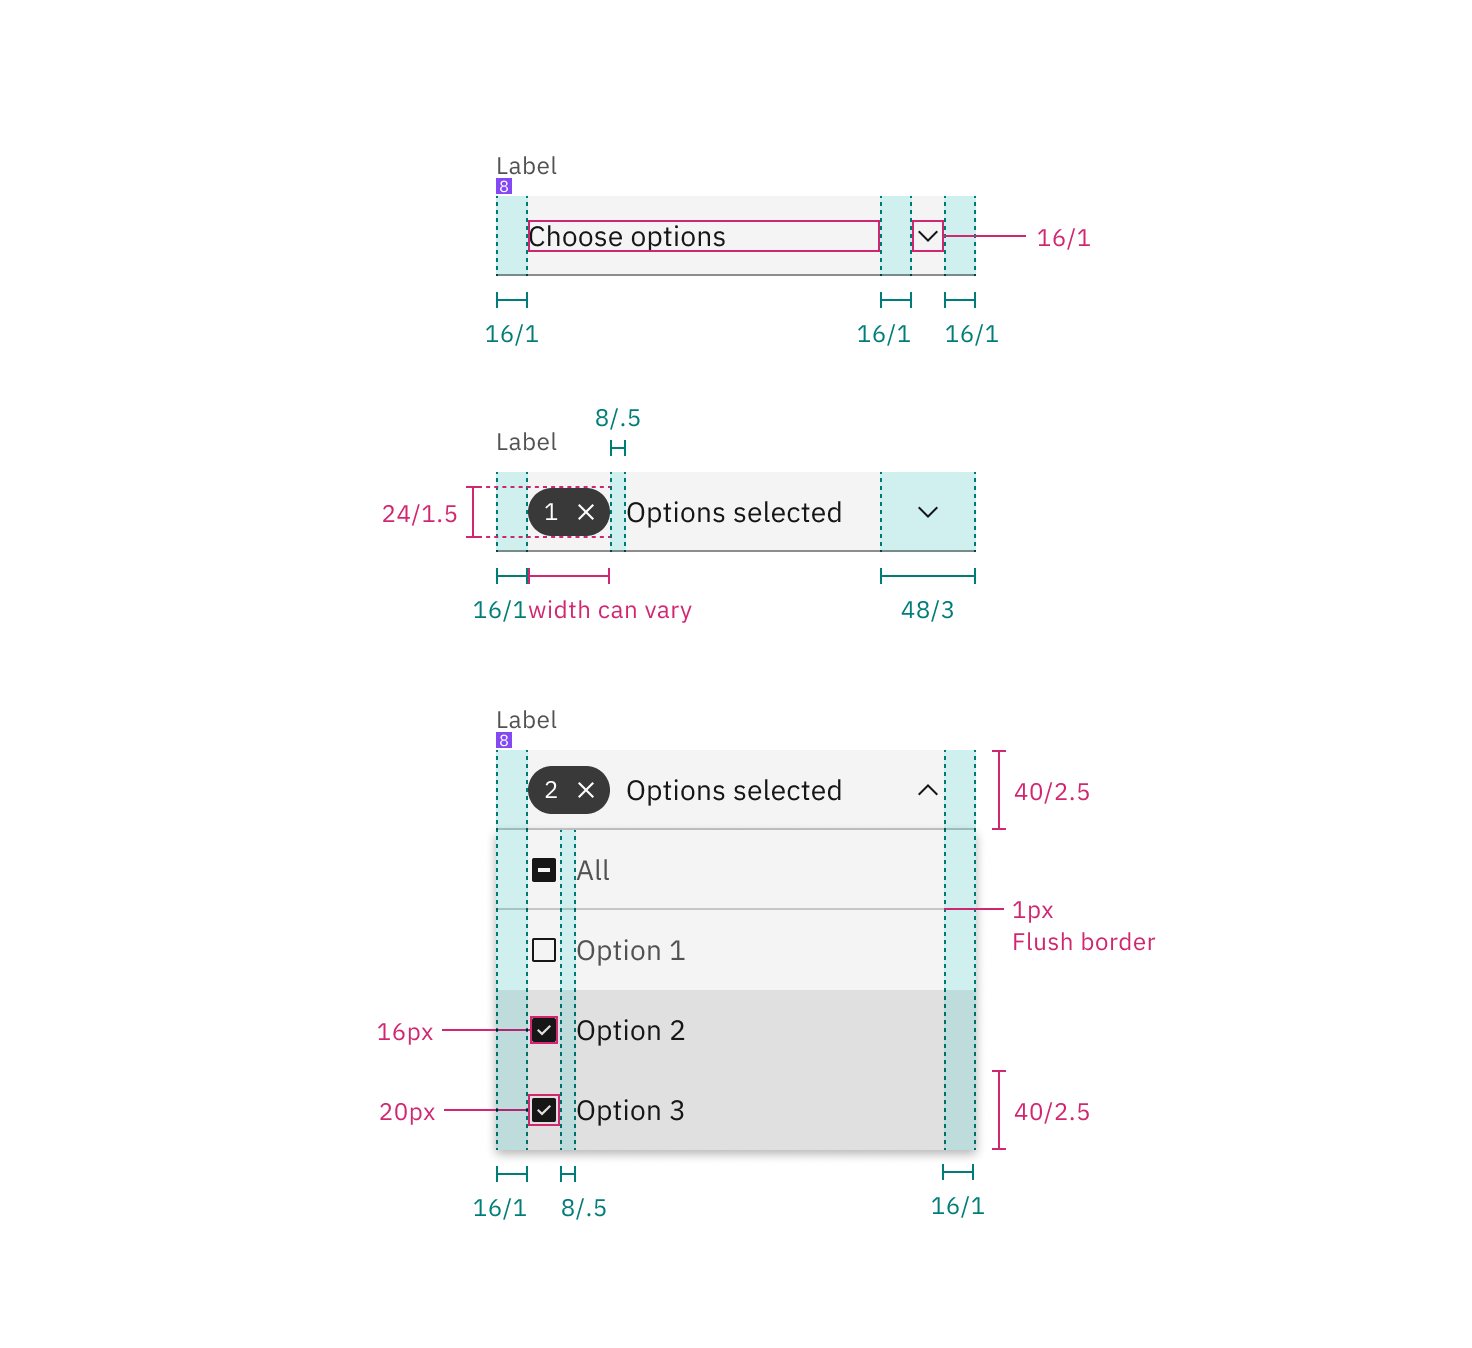 Label
8
Choose options
16/1
16/1
16/1
16/1
8/.5
Label
24/1.5
1
Options selected
16/1
width can vary
48/3
Label
8
2
Options selected
40/2.5
All
1px
Flush border
Option 1
16px
Option 2
20px
Option 3
40/2.5
16/1
8/.5
16/1